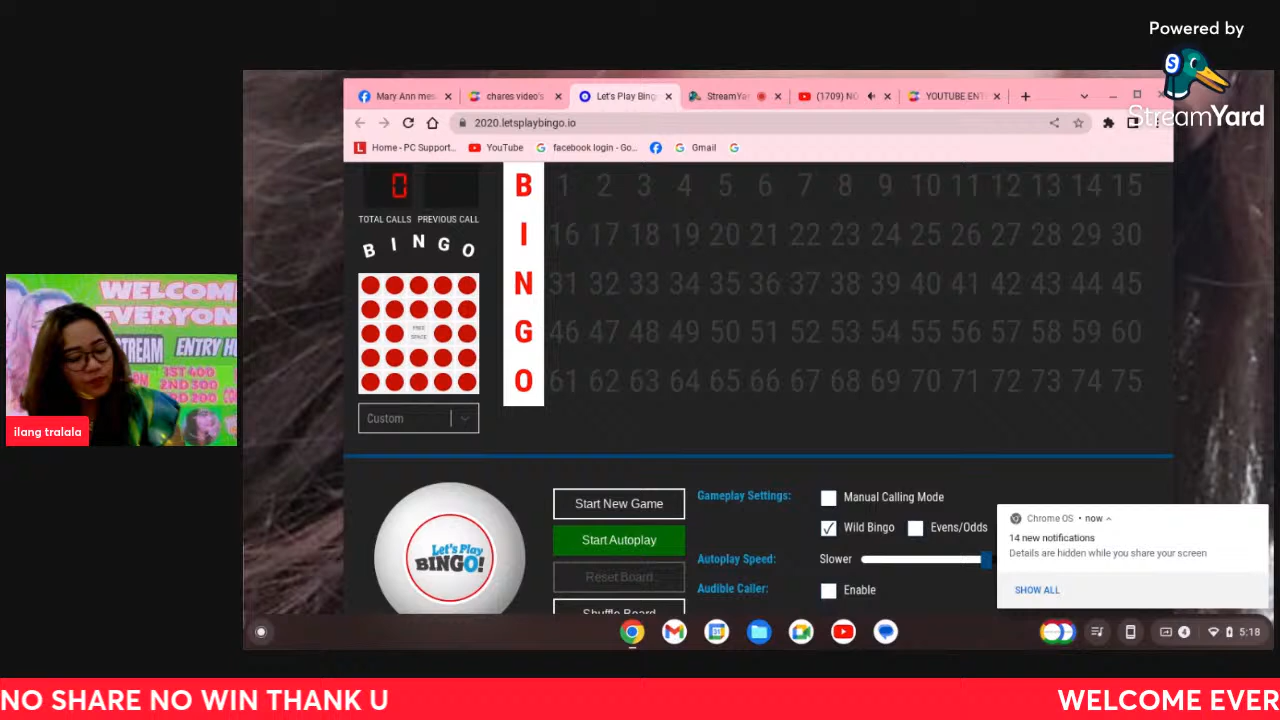 Powered by
StreamYard
Mary Ann mes
chares video's
Let's Play Bing
StreamYar
(1709) NO
YOUTUBE ENT
2020.letsplaybingo.io
Home - PC Support...
YouTube
facebook login - Go...
Gmail
0
TOTAL CALLS PREVIOUS CALL
B I N G O
FREE
SPACE
Custom
B 1 2 3 4 5 6 7 8 9 10 11 12 13 14 15
I 16 17 18 19 20 21 22 23 24 25 26 27 28 29 30
N 31 32 33 34 35 36 37 38 39 40 41 42 43 44 45
G 46 47 48 49 50 51 52 53 54 55 56 57 58 59 60
O 61 62 63 64 65 66 67 68 69 70 71 72 73 74 75
WELCOM
EVERYON
STREAM ENTRY
1ST 400
2ND 300
RD 200
ilang tralala
Let's Play
BINGO!
Start New Game
Start Autoplay
Reset Board
Shuffle Board
Gameplay Settings:
Manual Calling Mode
Wild Bingo
Evens/Odds
Autoplay Speed:
Slower
Audible Caller:
Enable
Chrome OS • now
14 new notifications
Details are hidden while you share your screen
SHOW ALL
31
4
5:18
NO SHARE NO WIN THANK U
WELCOME EVER